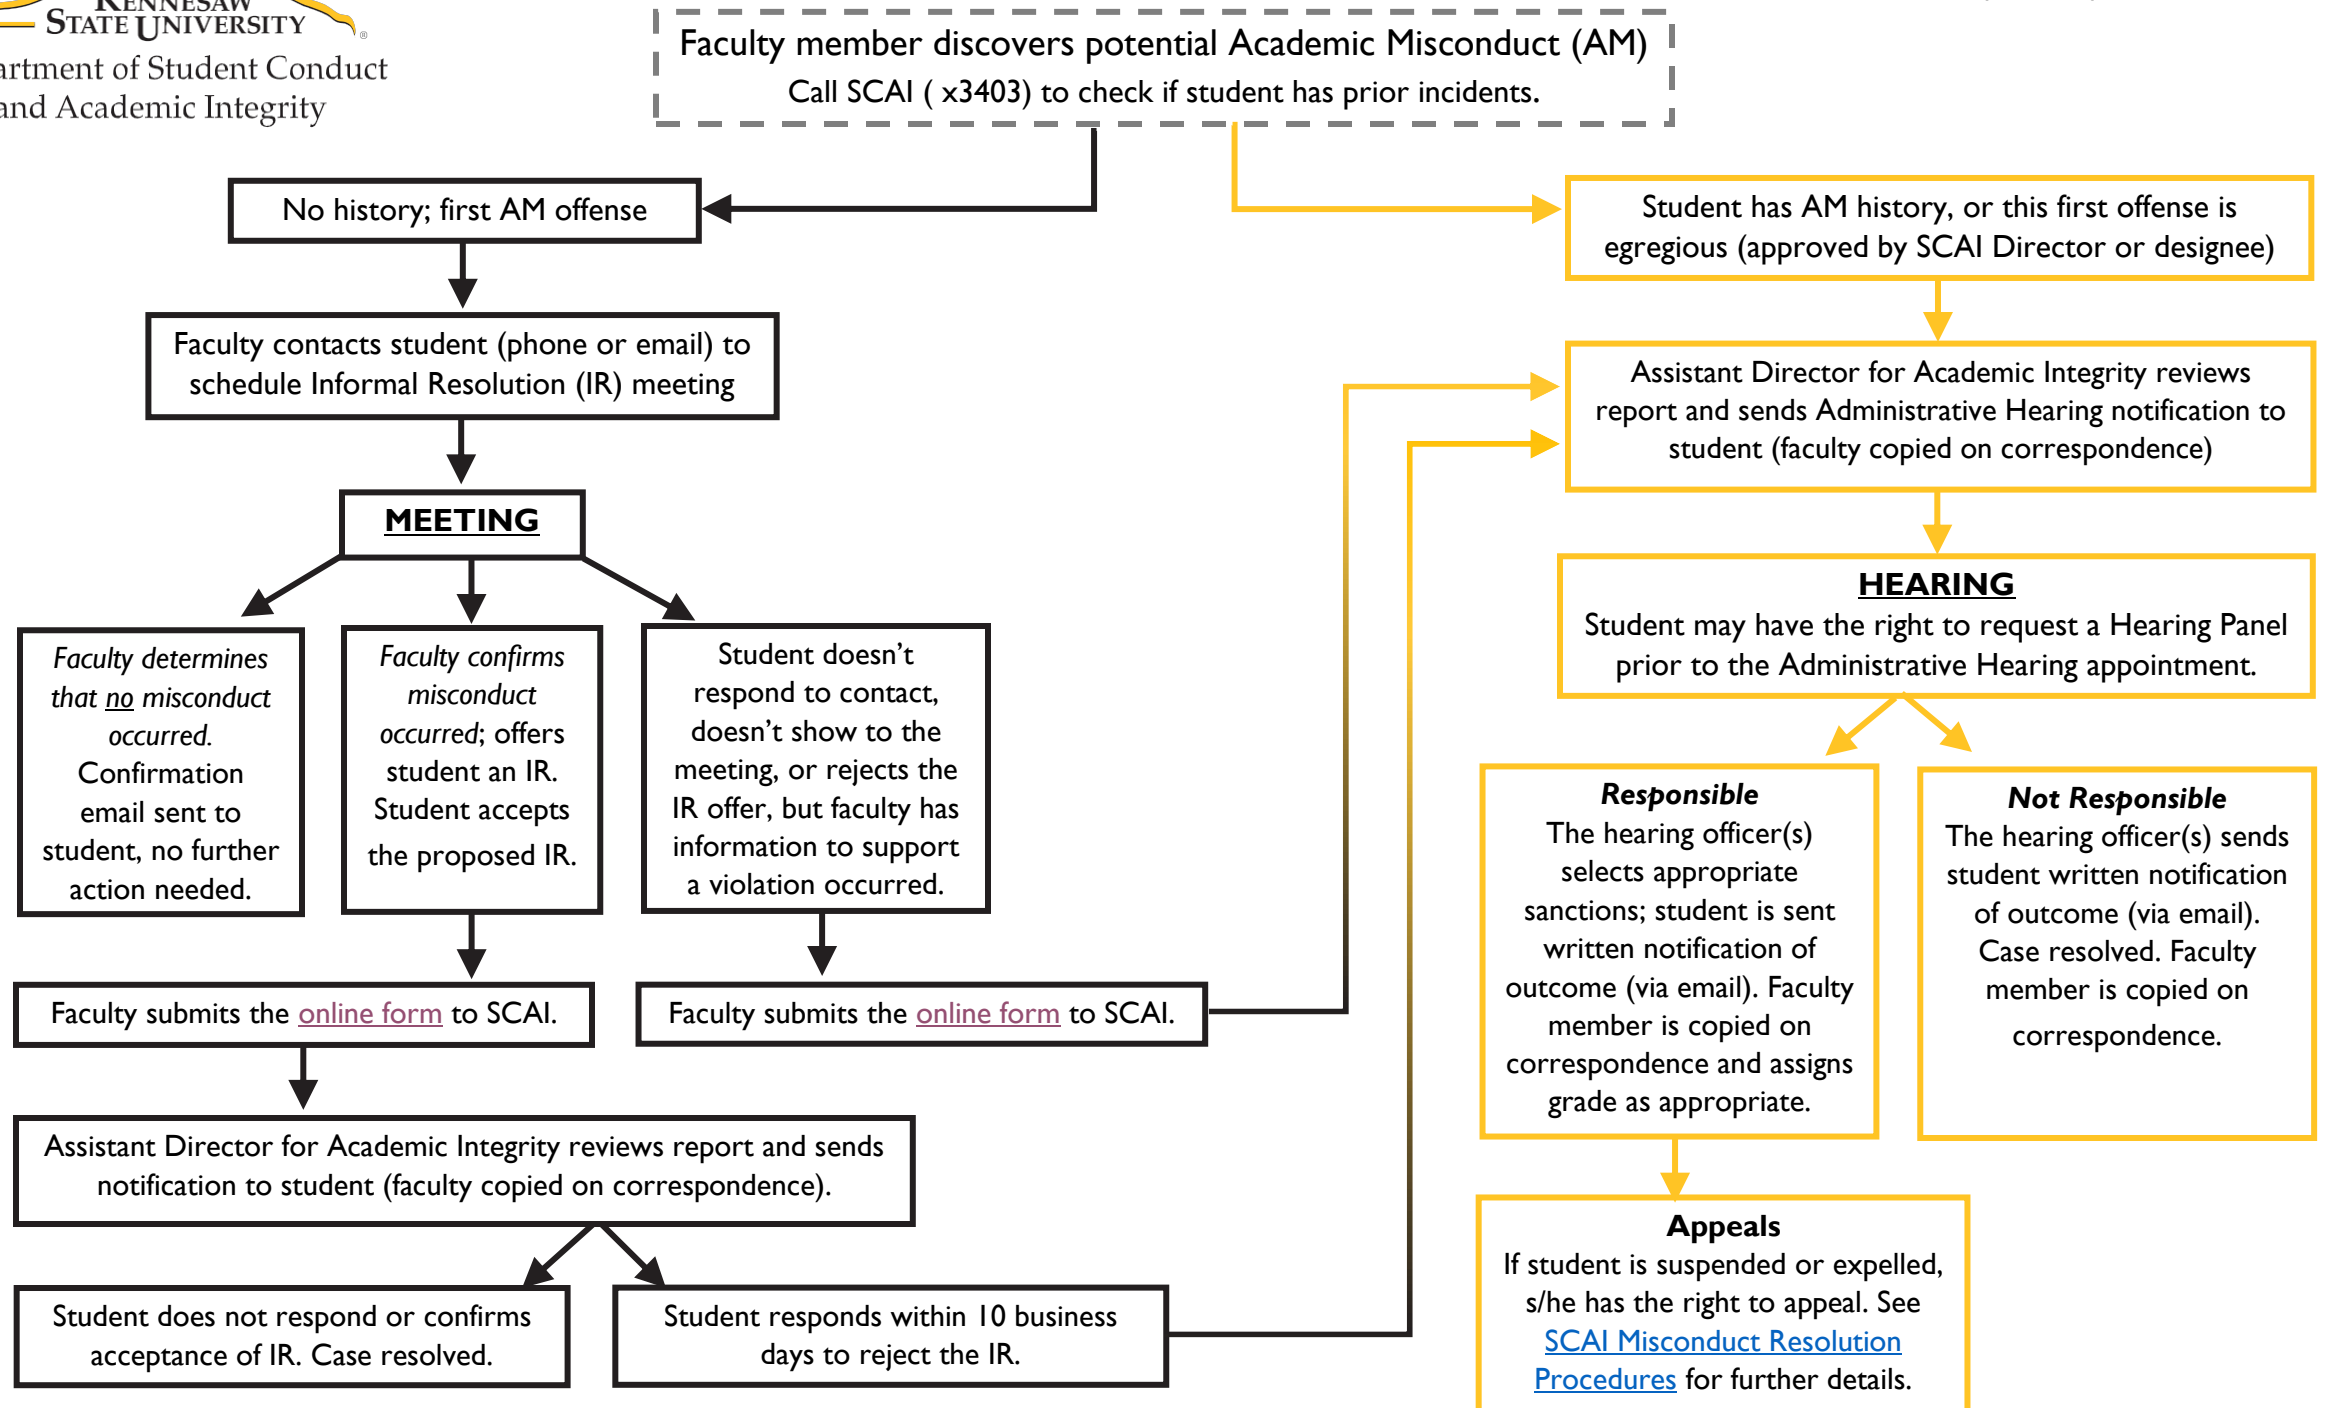 KENNESAW
STATE UNIVERSITY
®
artment of Student Conduct
and Academic Integrity
Faculty member discovers potential Academic Misconduct (AM)
Call SCAI ( x3403) to check if student has prior incidents.
No history; first AM offense
Student has AM history, or this first offense is
egregious (approved by SCAI Director or designee)
Faculty contacts student (phone or email) to
schedule Informal Resolution (IR) meeting
Assistant Director for Academic Integrity reviews
report and sends Administrative Hearing notification to
student (faculty copied on correspondence)
MEETING
HEARING
Student may have the right to request a Hearing Panel
prior to the Administrative Hearing appointment.
Faculty determines
that no misconduct
occurred.
Confirmation
email sent to
student, no further
action needed.
Faculty confirms
misconduct
occurred; offers
student an IR.
Student accepts
the proposed IR.
Student doesn’t
respond to contact,
doesn’t show to the
meeting, or rejects the
IR offer, but faculty has
information to support
a violation occurred.
Responsible
The hearing officer(s)
selects appropriate
sanctions; student is sent
written notification of
outcome (via email). Faculty
member is copied on
correspondence and assigns
grade as appropriate.
Not Responsible
The hearing officer(s) sends
student written notification
of outcome (via email).
Case resolved. Faculty
member is copied on
correspondence.
Faculty submits the online form to SCAI.
Faculty submits the online form to SCAI.
Assistant Director for Academic Integrity reviews report and sends
notification to student (faculty copied on correspondence).
Student does not respond or confirms
acceptance of IR. Case resolved.
Student responds within 10 business
days to reject the IR.
Appeals
If student is suspended or expelled,
s/he has the right to appeal. See
SCAI Misconduct Resolution
Procedures for further details.